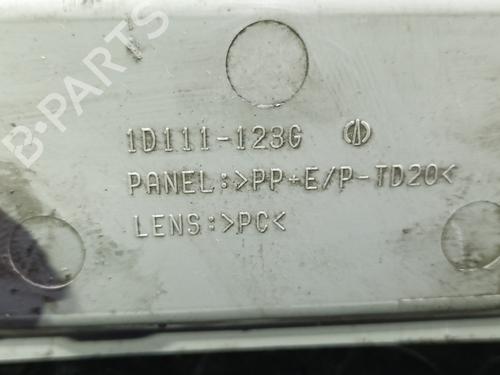 B-PARTS
1D111-123G
PANEL:>PP+E/P-TD20<
LENS:>PC<